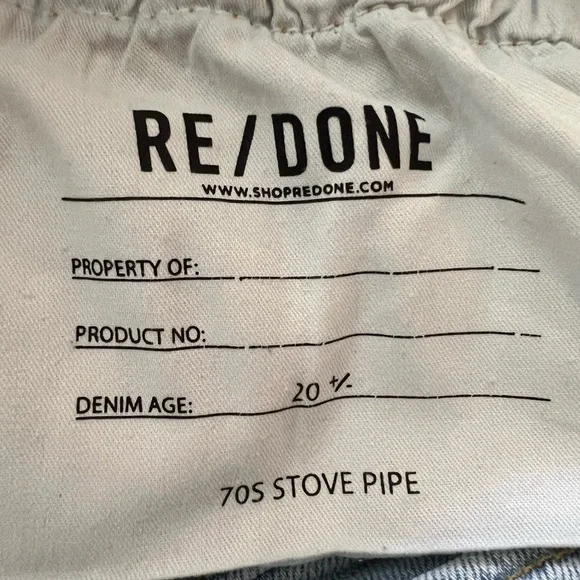 RE/DONE
WWW.SHOPREDONE.COM
PROPERTY OF:
PRODUCT NO:
DENIM AGE: 20 +/-
70S STOVE PIPE